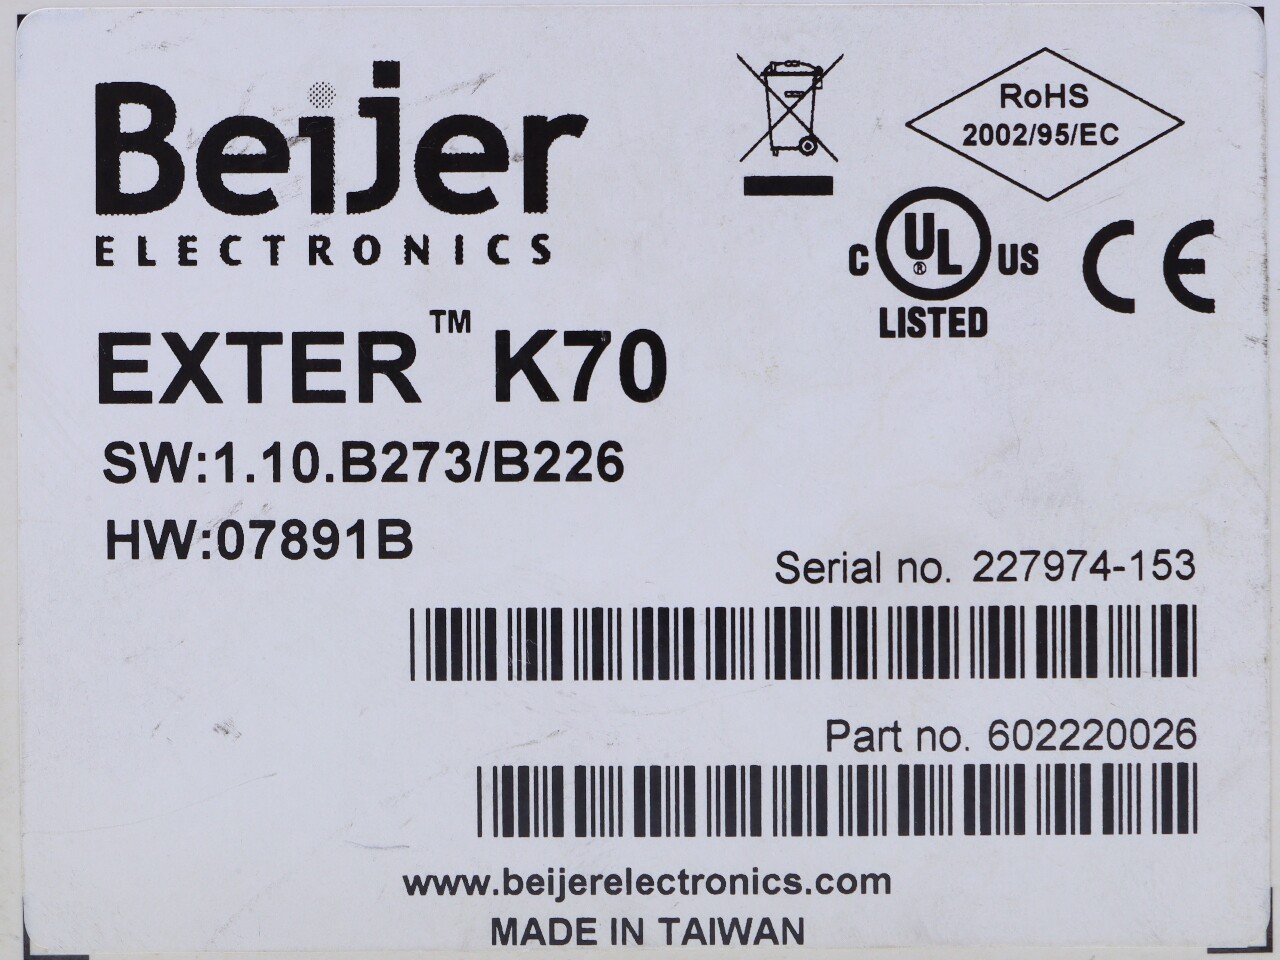 Beijer
ELECTRONICS
RoHS
2002/95/EC
C UL® US
LISTED
CE
EXTER™ K70
SW:1.10.B273/B226
HW:07891B
Serial no. 227974-153
Part no. 602220026
www.beijerelectronics.com
MADE IN TAIWAN